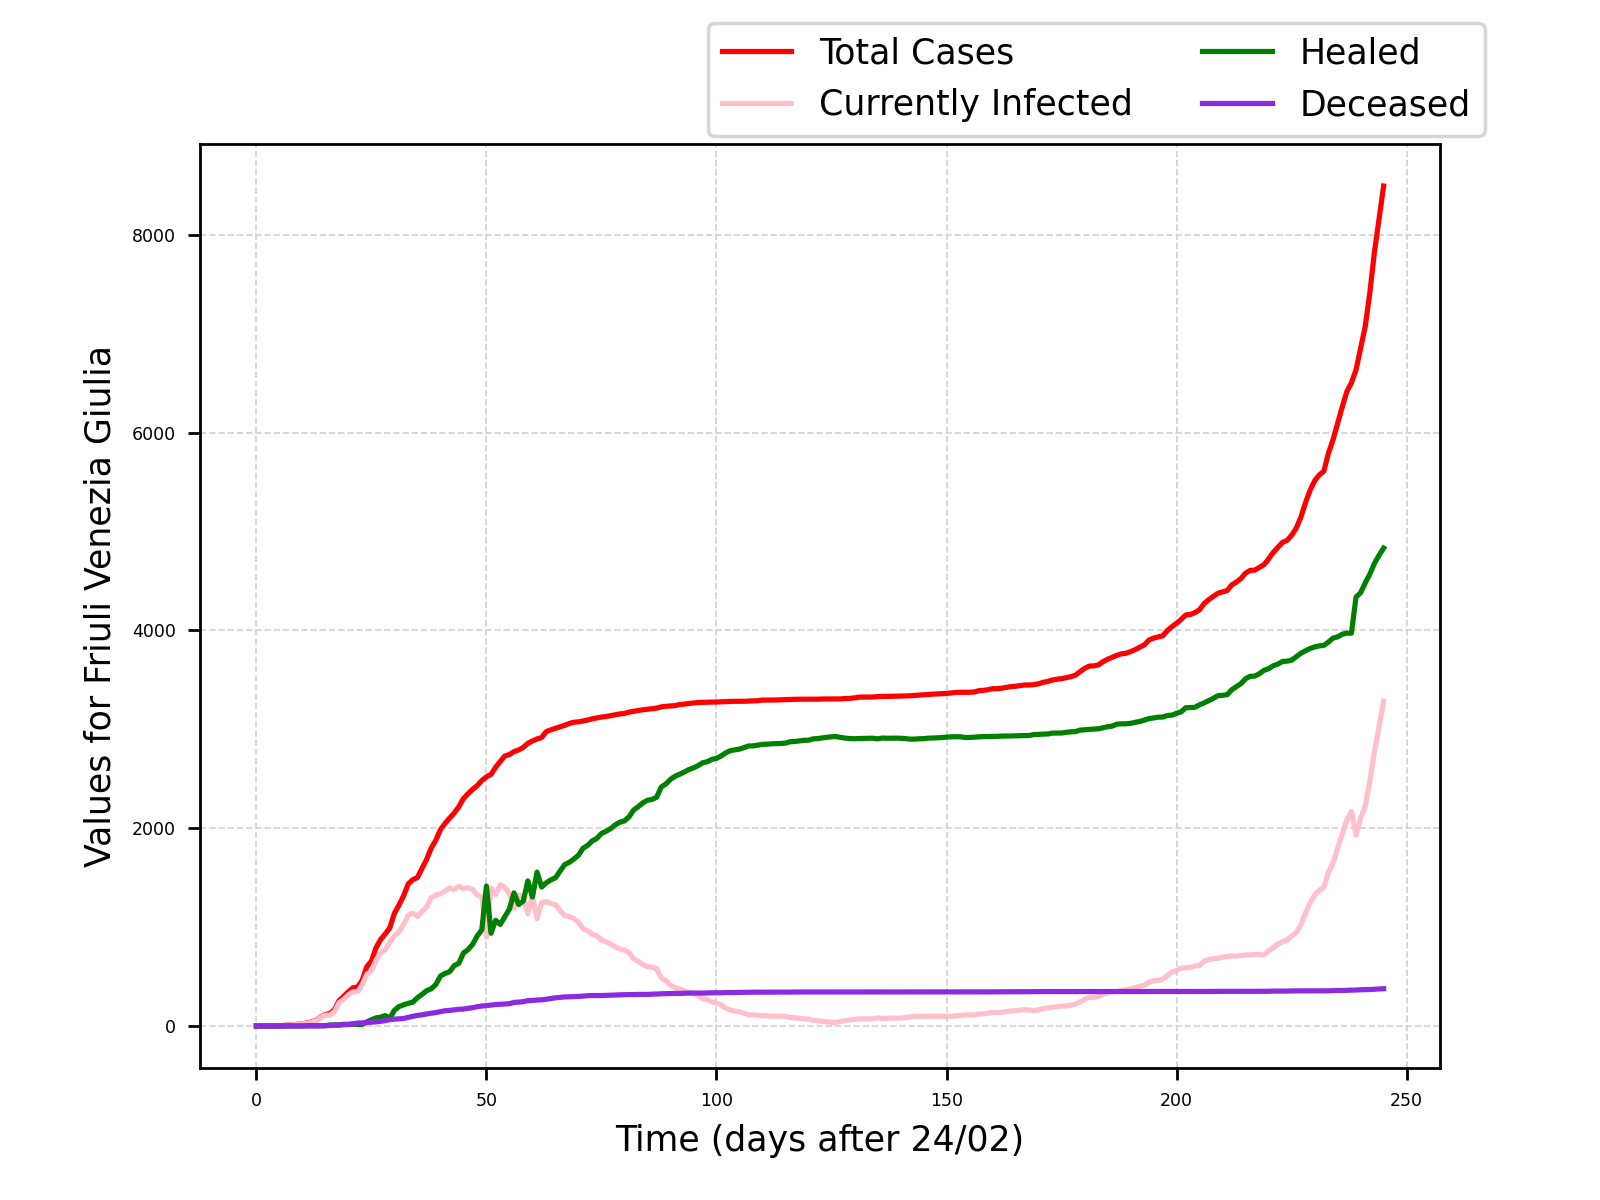 Total Cases
Currently Infected
Healed
Deceased
Values for Friuli Venezia Giulia
8000
6000
4000
2000
0
0 50 100 150 200 250
Time (days after 24/02)